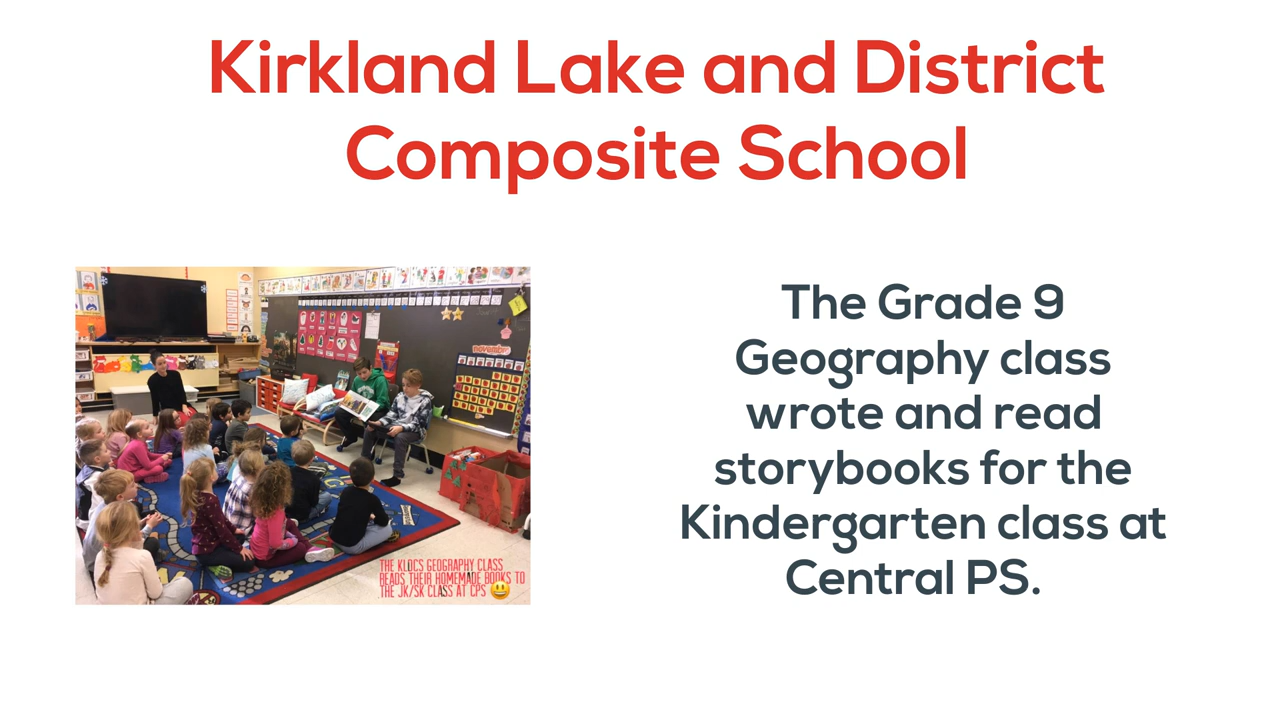 Kirkland Lake and District
Composite School
november
The Grade 9
Geography class
wrote and read
storybooks for the
Kindergarten class at
Central PS.
THE KLDCS GEOGRAPHY CLASS
READS THEIR HOMEMADE BOOKS TO
THE JK/SK CLASS AT CPS